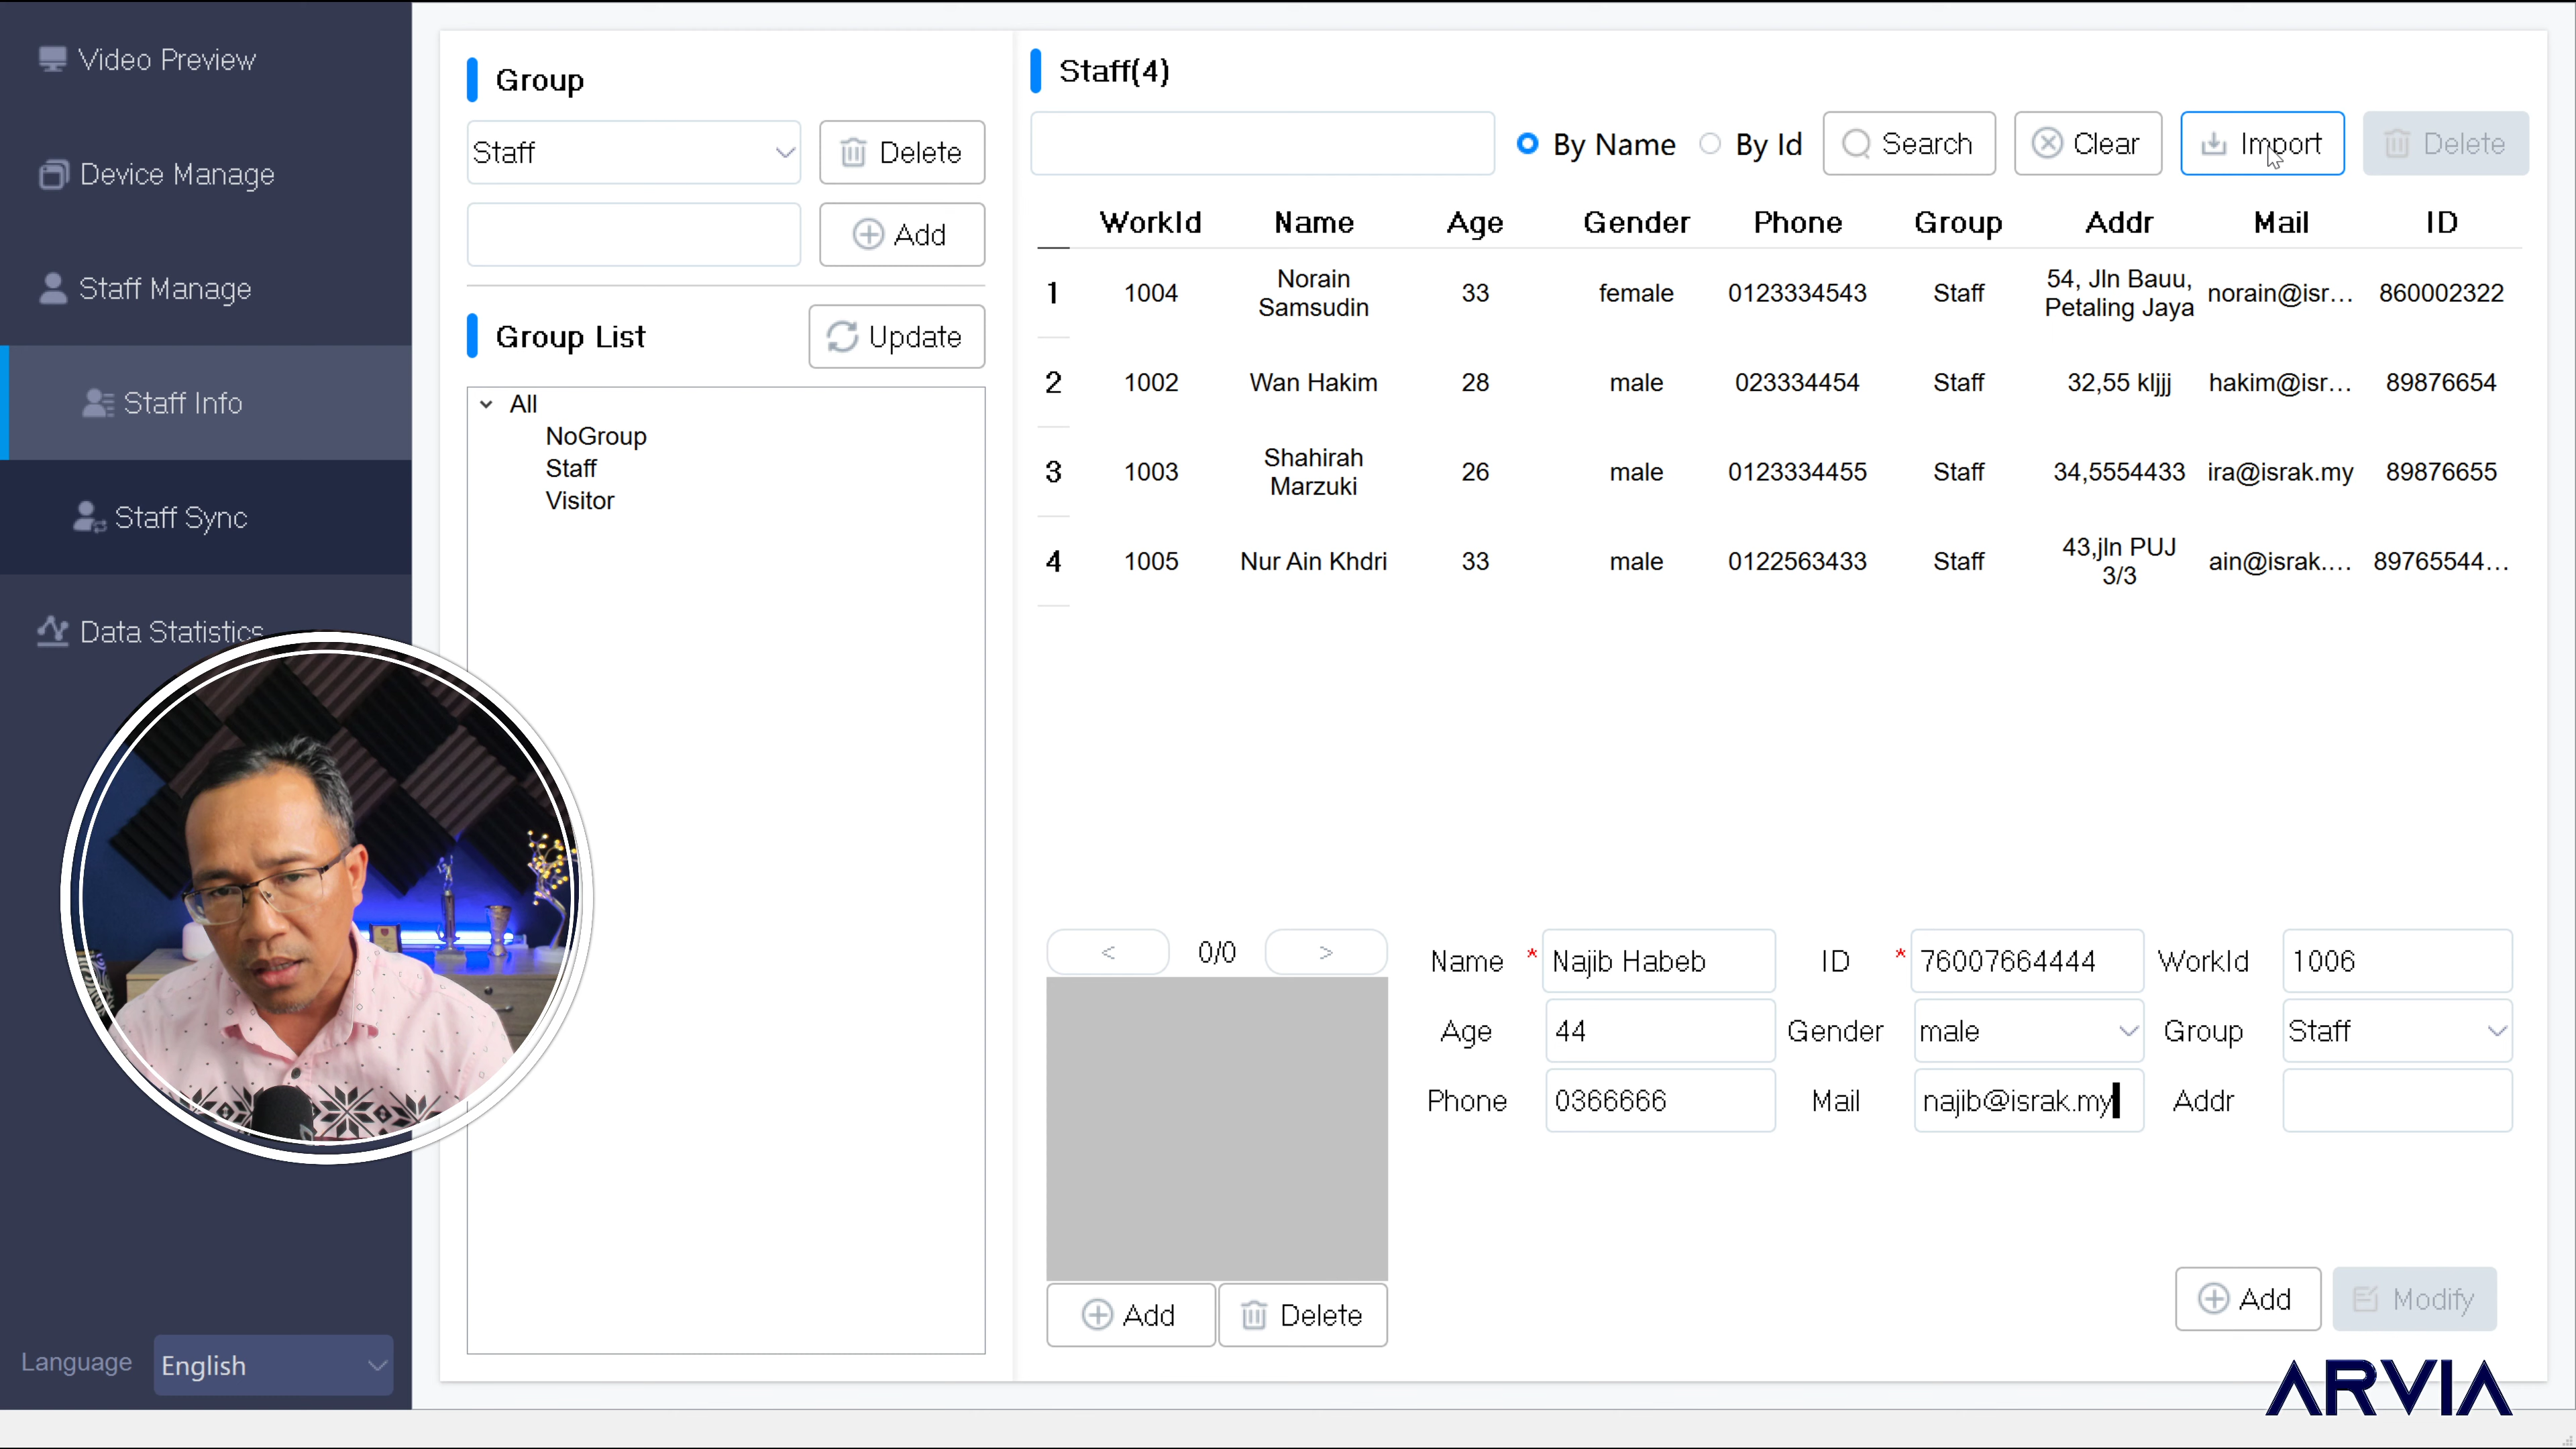 Video Preview
Device Manage
Staff Manage
Staff Info
Staff Sync
Data Statistics
Language English
Group
Staff Delete
Add
Group List Update
All
NoGroup
Staff
Visitor
Staff(4)
By Name By Id Search Clear Import Delete
WorkId Name Age Gender Phone Group Addr Mail ID
1 1004 Norain Samsudin 33 female 0123334543 Staff 54, Jln Bauu, Petaling Jaya norain@isr... 860002322
2 1002 Wan Hakim 28 male 023334454 Staff 32,55 kljjj hakim@isr... 89876654
3 1003 Shahirah Marzuki 26 male 0123334455 Staff 34,5554433 ira@israk.my 89876655
4 1005 Nur Ain Khdri 33 male 0122563433 Staff 43,jln PUJ 3/3 ain@israk.... 89765544...
< 0/0 >
Add Delete
Name * Najib Habeb ID * 76007664444 WorkId 1006
Age 44 Gender male Group Staff
Phone 0366666 Mail najib@israk.my Addr
Add Modify
ARVIA